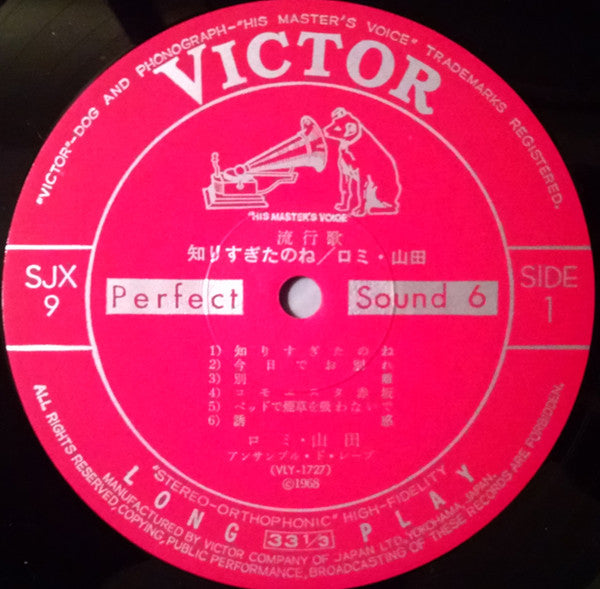 "VICTOR"-DOG AND PHONOGRAPH-"HIS MASTER'S VOICE" TRADEMARKS REGISTERED.
VICTOR
"HIS MASTER'S VOICE"
流行歌
知りすぎたのね/ロミ・山田
SJX
9
Perfect Sound 6
SIDE
1
1) 知りすぎたのね
2) 今日でお別れ
3) 別離
4) コモエスタ赤坂
5) ベッドで煙草を吸わないで
6) 誘惑
ロミ・山田
アンサンブル・ド・レーブ
(VLY-1727)
©1968
"STEREO-ORTHOPHONIC" HIGH-FIDELITY
LONG 33 1/3 PLAY
MANUFACTURED BY VICTOR COMPANY OF JAPAN LTD., YOKOHAMA, JAPAN.
ALL RIGHTS RESERVED, COPYING, PUBLIC PERFORMANCE, BROADCASTING OF THESE RECORDS ARE FORBIDDEN.